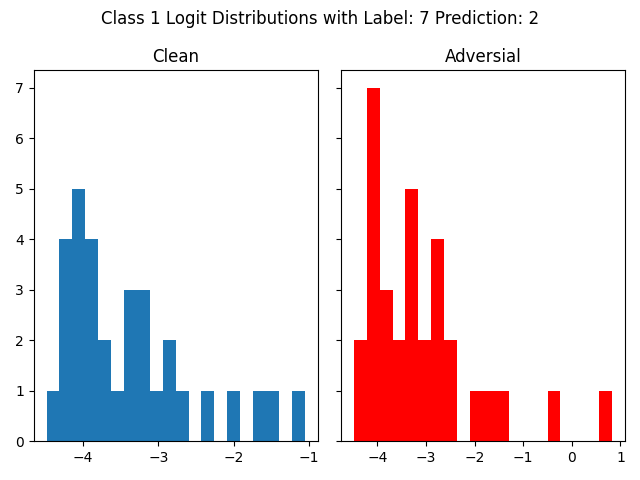 Class 1 Logit Distributions with Label: 7 Prediction: 2
Clean
Adversial
7
6
5
4
3
2
1
0
−4 −3 −2 −1
−4 −3 −2 −1 0 1